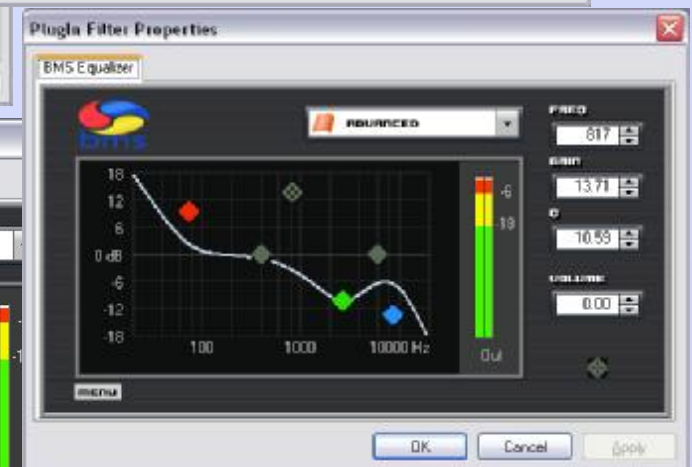 PlugIn Filter Properties
BMS Equalizer
bms
ADVANCED
FREQ
817
GAIN
13.71
Q
10.59
VOLUME
0.00
18
12
6
0 dB
-6
-12
-18
100
1000
10000 Hz
-6
-18
Out
menu
OK
Cancel
Apply